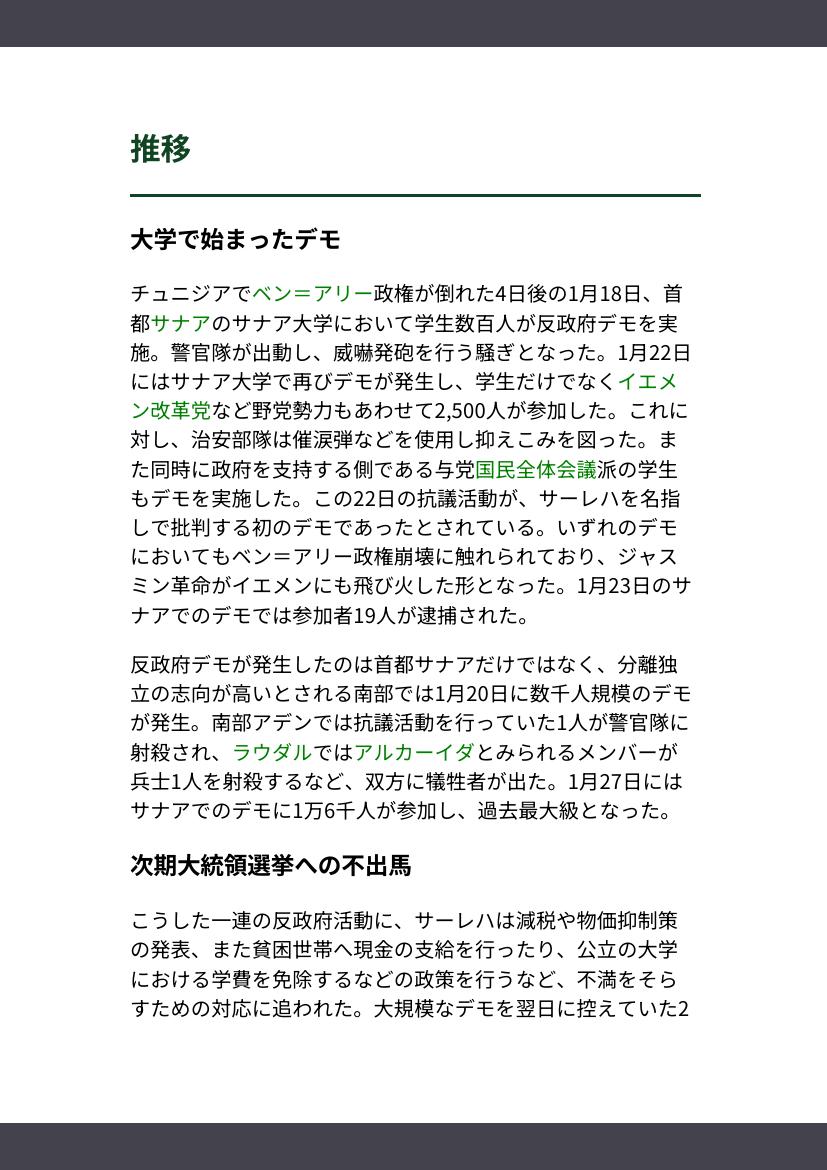 推移
大学で始まったデモ
チュニジアでベン＝アリー政権が倒れた4日後の1月18日、首
都サナアのサナア大学において学生数百人が反政府デモを実
施。警官隊が出動し、威嚇発砲を行う騒ぎとなった。1月22日
にはサナア大学で再びデモが発生し、学生だけでなくイエメ
ン改革党など野党勢力もあわせて2,500人が参加した。これに
対し、治安部隊は催涙弾などを使用し抑えこみを図った。ま
た同時に政府を支持する側である与党国民全体会議派の学生
もデモを実施した。この22日の抗議活動が、サーレハを名指
しで批判する初のデモであったとされている。いずれのデモ
においてもベン＝アリー政権崩壊に触れられており、ジャス
ミン革命がイエメンにも飛び火した形となった。1月23日のサ
ナアでのデモでは参加者19人が逮捕された。
反政府デモが発生したのは首都サナアだけではなく、分離独
立の志向が高いとされる南部では1月20日に数千人規模のデモ
が発生。南部アデンでは抗議活動を行っていた1人が警官隊に
射殺され、ラウダルではアルカーイダとみられるメンバーが
兵士1人を射殺するなど、双方に犠牲者が出た。1月27日には
サナアでのデモに1万6千人が参加し、過去最大級となった。
次期大統領選挙への不出馬
こうした一連の反政府活動に、サーレハは減税や物価抑制策
の発表、また貧困世帯へ現金の支給を行ったり、公立の大学
における学費を免除するなどの政策を行うなど、不満をそら
すための対応に追われた。大規模なデモを翌日に控えていた2